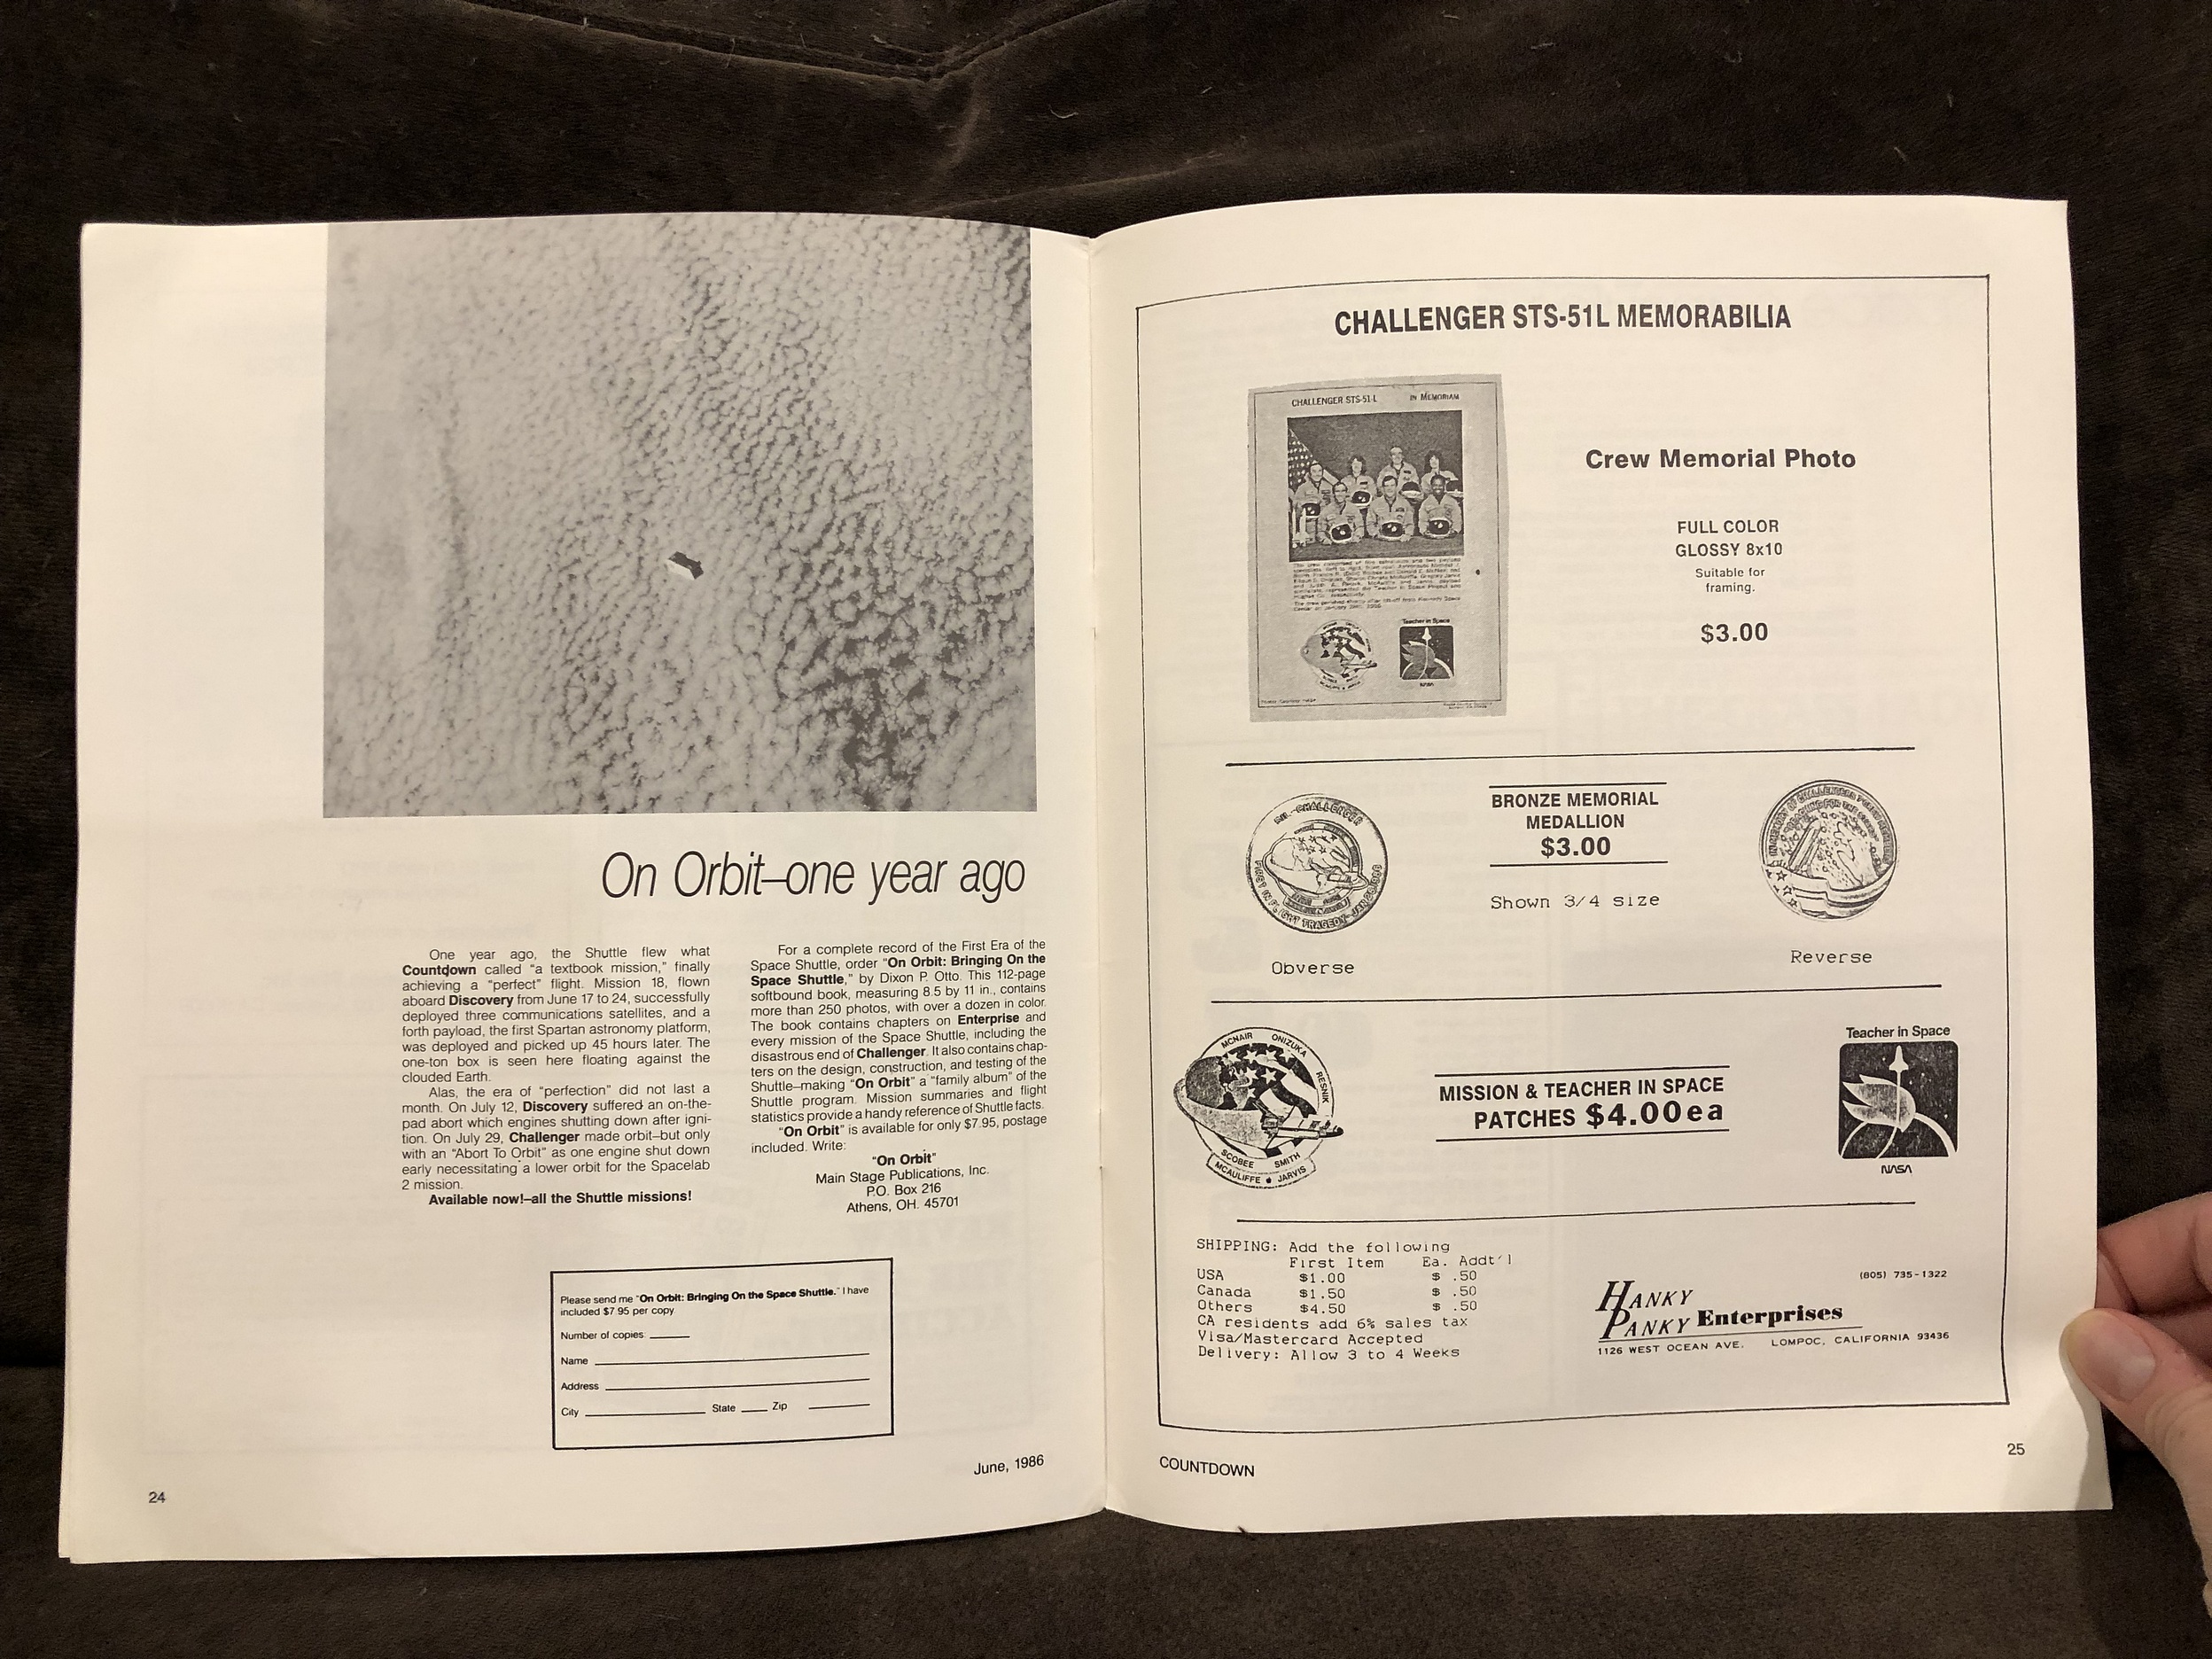 On Orbit–one year ago
One year ago, the Shuttle flew what
Countdown called “a textbook mission,” finally
achieving a “perfect” flight. Mission 18, flown
aboard Discovery from June 17 to 24, successfully
deployed three communications satellites, and a
forth payload, the first Spartan astronomy platform,
was deployed and picked up 45 hours later. The
one-ton box is seen here floating against the
clouded Earth.
Alas, the era of “perfection” did not last a
month. On July 12, Discovery suffered an on-the-
pad abort which engines shutting down after igni-
tion. On July 29, Challenger made orbit–but only
with an “Abort To Orbit” as one engine shut down
early necessitating a lower orbit for the Spacelab
2 mission.
Available now!–all the Shuttle missions!
For a complete record of the First Era of the
Space Shuttle, order “On Orbit: Bringing On the
Space Shuttle,” by Dixon P. Otto. This 112-page
softbound book, measuring 8.5 by 11 in., contains
more than 250 photos, with over a dozen in color.
The book contains chapters on Enterprise and
every mission of the Space Shuttle, including the
disastrous end of Challenger. It also contains chap-
ters on the design, construction, and testing of the
Shuttle–making “On Orbit” a “family album” of the
Shuttle program. Mission summaries and flight
statistics provide a handy reference of Shuttle facts.
“On Orbit” is available for only $7.95, postage
included. Write:
“On Orbit”
Main Stage Publications, Inc.
P.O. Box 216
Athens, OH. 45701
Please send me “On Orbit: Bringing On the Space Shuttle.” I have
included $7.95 per copy
Number of copies:
Name
Address
City State Zip
June, 1986
24
CHALLENGER STS-51L MEMORABILIA
CHALLENGER STS-51-L IN MEMORIAM
Teacher in Space
NASA
Crew Memorial Photo
FULL COLOR
GLOSSY 8x10
Suitable for
framing.
$3.00
CHALLENGER
FIRST IN FLIGHT TRAGEDY
BRONZE MEMORIAL
MEDALLION
$3.00
Shown 3/4 size
Obverse
Reverse
MCNAIR ONIZUKA RESNIK
SCOBEE SMITH
MCAULIFFE JARVIS
MISSION & TEACHER IN SPACE
PATCHES $4.00ea
Teacher in Space
NASA
SHIPPING: Add the following
First Item Ea. Addt'l
USA $1.00 $ .50
Canada $1.50 $ .50
Others $4.50 $ .50
CA residents add 6% sales tax
Visa/Mastercard Accepted
Delivery: Allow 3 to 4 Weeks
(805) 735-1322
HANKY
PANKY Enterprises
1126 WEST OCEAN AVE. LOMPOC, CALIFORNIA 93436
COUNTDOWN
25